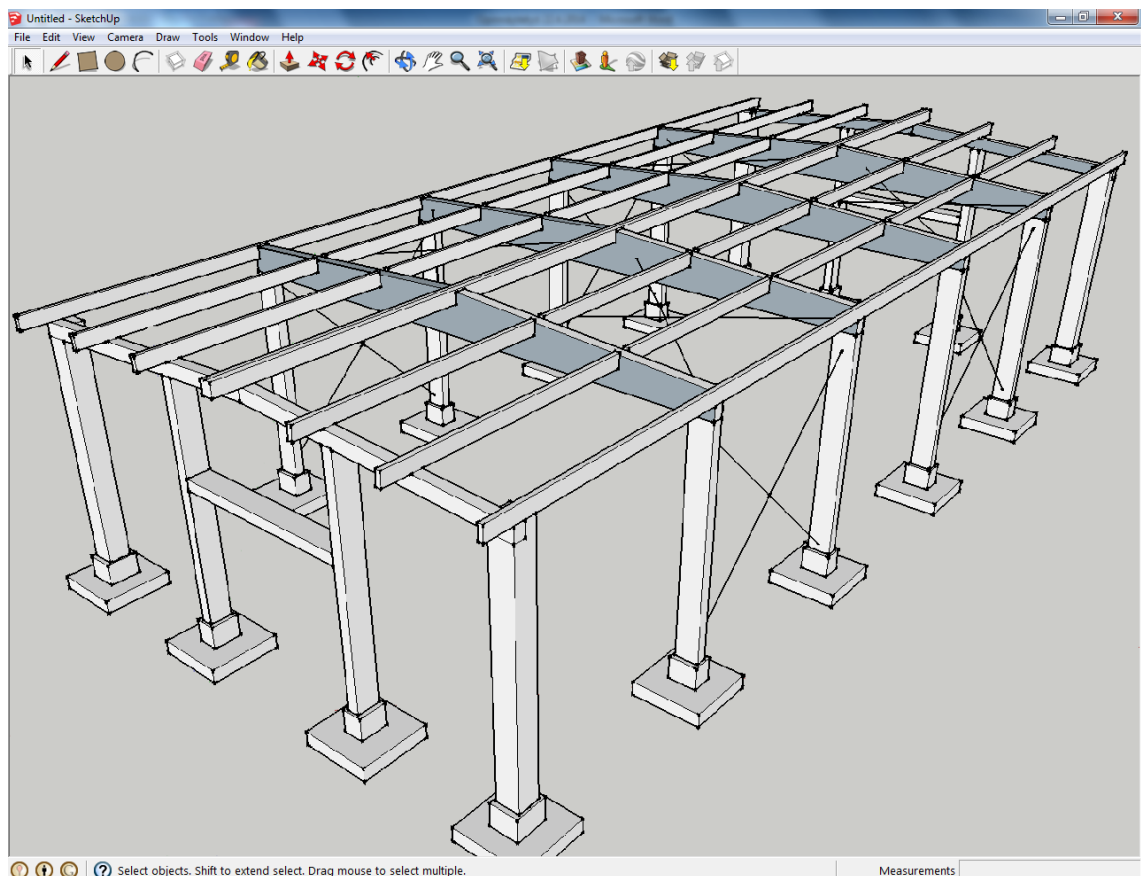 Untitled - SketchUp
File Edit View Camera Draw Tools Window Help
Select objects. Shift to extend select. Drag mouse to select multiple.
Measurements